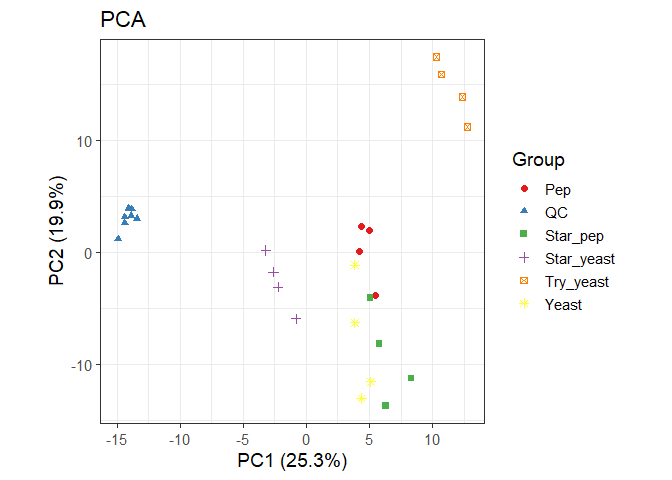 PCA
PC2 (19.9%)
10
0
-10
-15
-10
-5
0
5
10
PC1 (25.3%)
Group
Pep
QC
Star_pep
Star_yeast
Try_yeast
Yeast